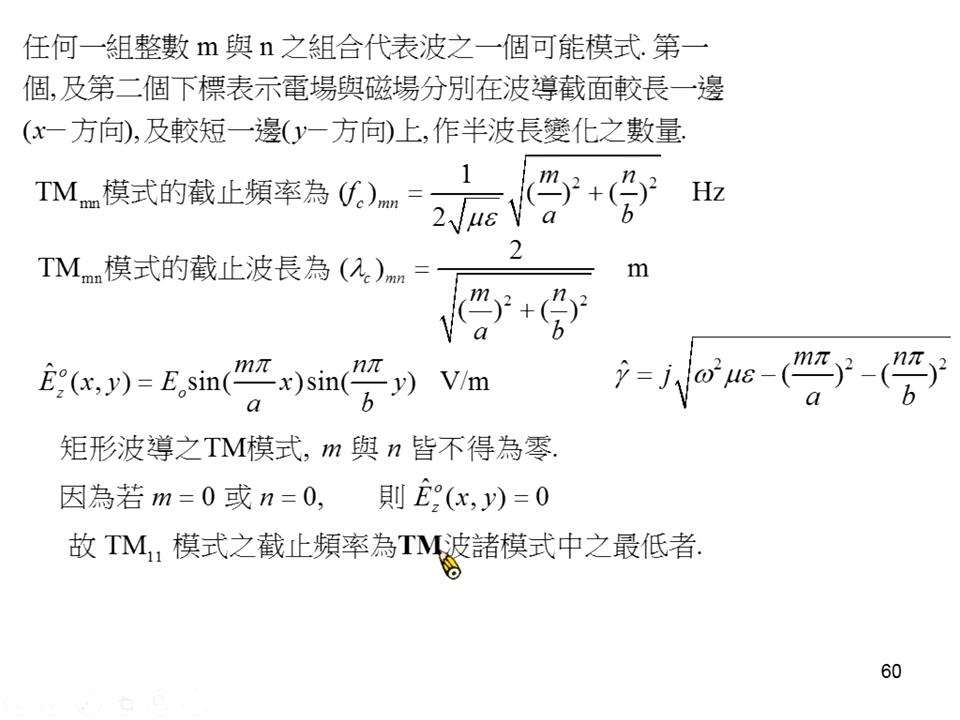 任何一組整數 m 與 n 之組合代表波之一個可能模式. 第一
個, 及第二個下標表示電場與磁場分別在波導截面較長一邊
(x－方向), 及較短一邊(y－方向)上, 作半波長變化之數量.
TMₘₙ模式的截止頻率為 (f_c)ₘₙ = 1/(2√(με)) √((m/a)² + (n/b)²) Hz
TMₘₙ模式的截止波長為 (λ_c)ₘₙ = 2/√((m/a)² + (n/b)²) m
Ê_z^o(x, y) = E_o sin(mπ/a x) sin(nπ/b y) V/m γ̂ = j√(ω²με − (mπ/a)² − (nπ/b)²)
矩形波導之TM模式, m 與 n 皆不得為零.
因為若 m = 0 或 n = 0, 則 Ê_z^o(x, y) = 0
故 TM₁₁ 模式之截止頻率為TM波諸模式中之最低者.
60